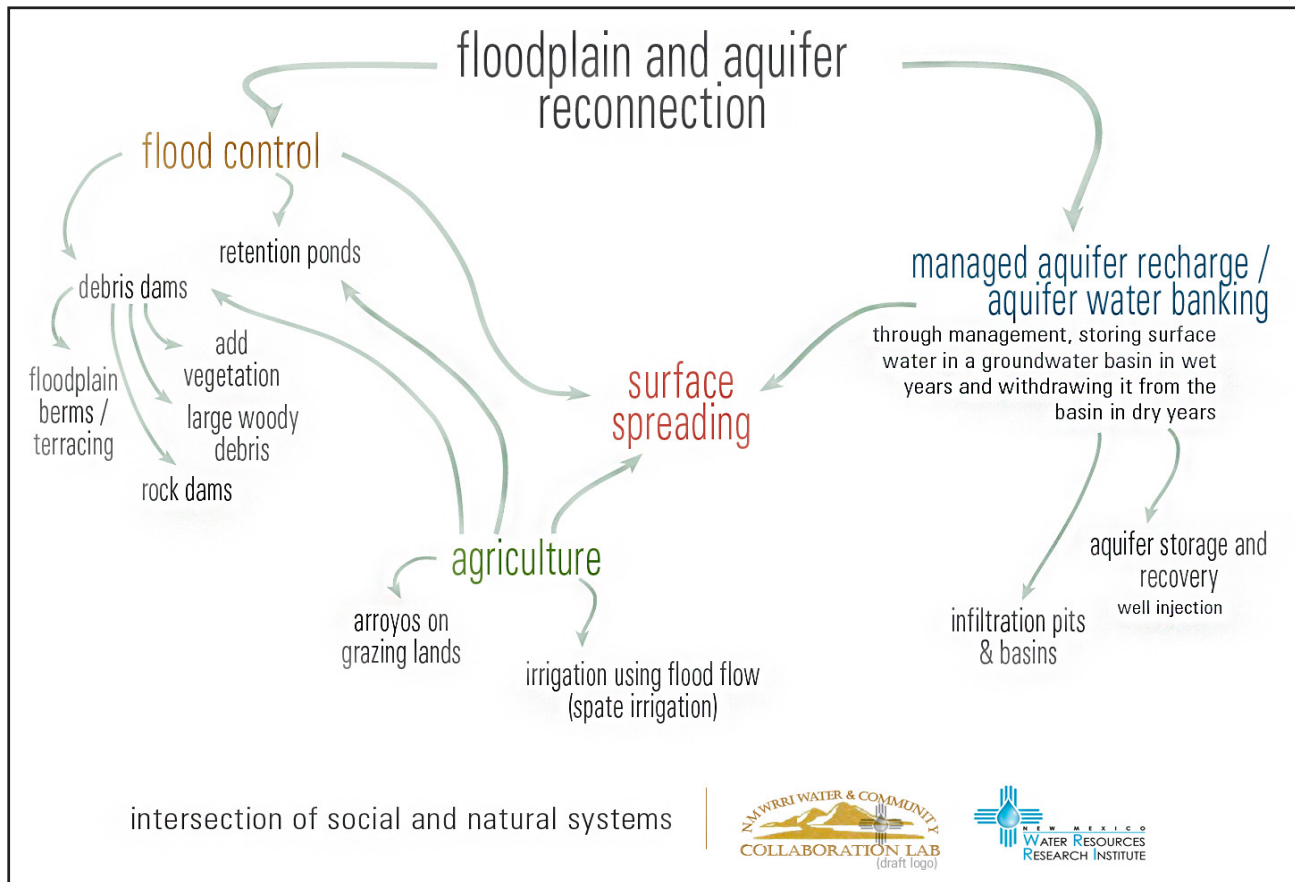 floodplain and aquifer
reconnection
flood control
retention ponds
debris dams
add
vegetation
floodplain
berms /
terracing
large woody
debris
rock dams
surface
spreading
managed aquifer recharge /
aquifer water banking
through management, storing surface
water in a groundwater basin in wet
years and withdrawing it from the
basin in dry years
agriculture
arroyos on
grazing lands
irrigation using flood flow
(spate irrigation)
infiltration pits
& basins
aquifer storage and
recovery
well injection
intersection of social and natural systems
NMWRRI WATER & COMMUNITY
COLLABORATION LAB
(draft logo)
NEW MEXICO
WATER RESOURCES
RESEARCH INSTITUTE